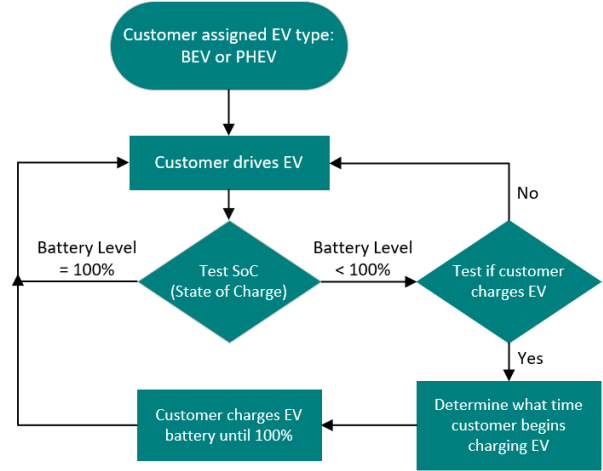 Customer assigned EV type:
BEV or PHEV
Customer drives EV
No
Battery Level
= 100%
Test SoC
(State of Charge)
Battery Level
< 100%
Test if customer
charges EV
Yes
Customer charges EV
battery until 100%
Determine what time
customer begins
charging EV